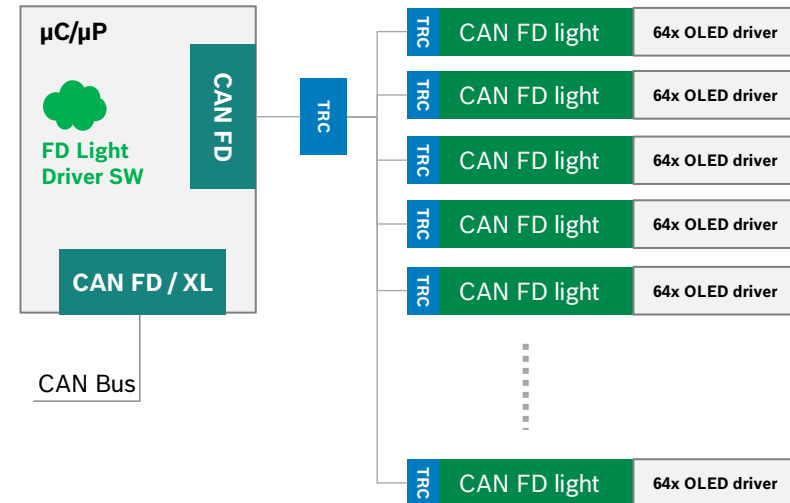 µC/µP
FD Light
Driver SW
CAN FD
CAN FD / XL
CAN Bus
TRC
TRC
CAN FD light
64x OLED driver
TRC
CAN FD light
64x OLED driver
TRC
CAN FD light
64x OLED driver
TRC
CAN FD light
64x OLED driver
TRC
CAN FD light
64x OLED driver
TRC
CAN FD light
64x OLED driver